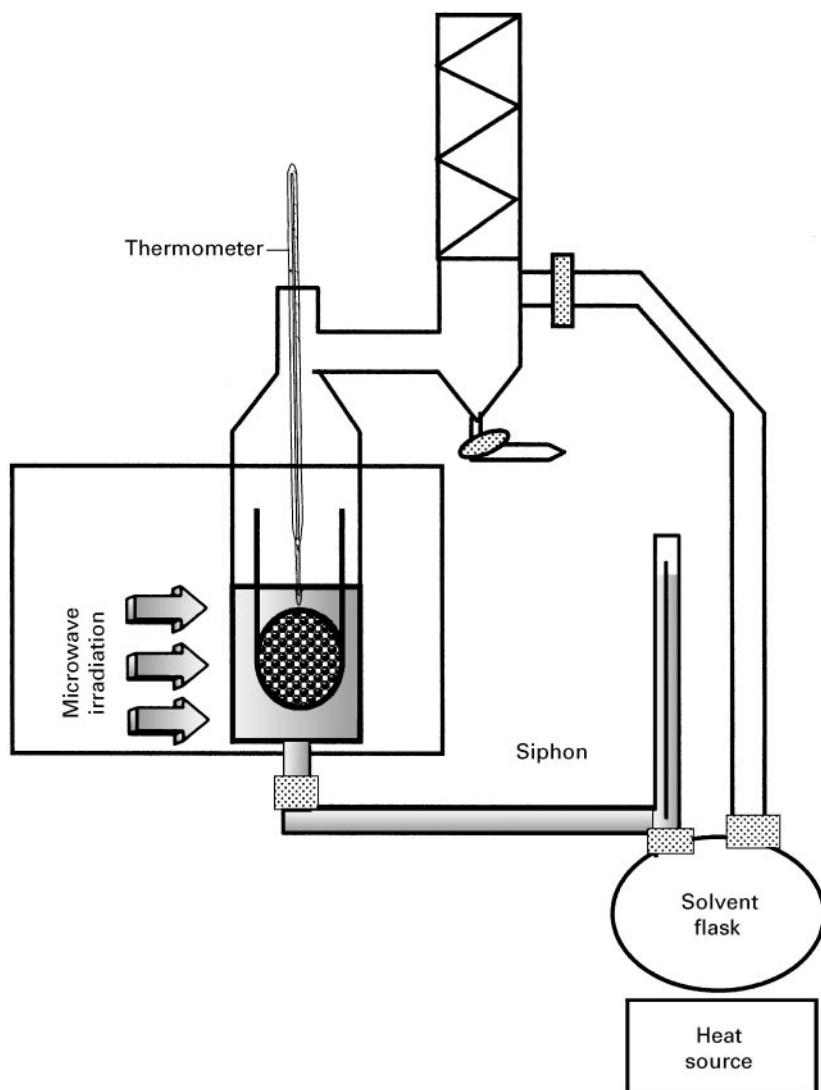 Thermometer
Microwave
irradiation
Siphon
Solvent
flask
Heat
source